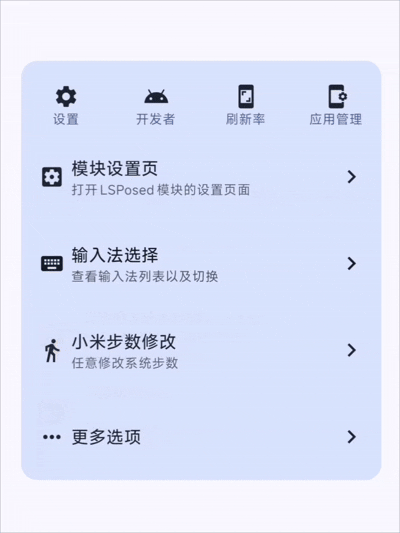 设置
开发者
刷新率
应用管理
模块设置页
打开 LSPosed 模块的设置页面
输入法选择
查看输入法列表以及切换
小米步数修改
任意修改系统步数
更多选项